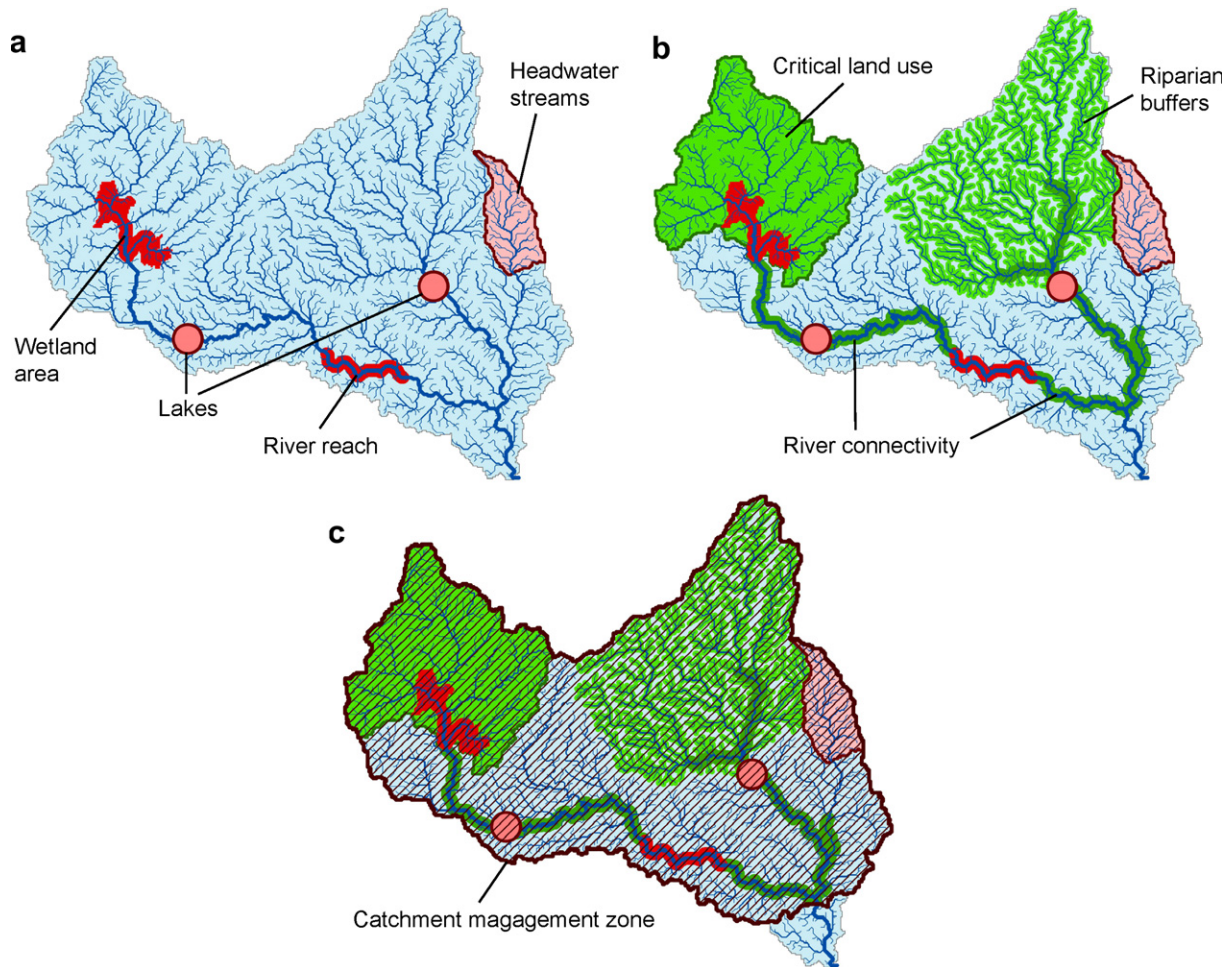 a
Headwater
streams
Wetland
area
Lakes
River reach
b
Critical land use
Riparian
buffers
River connectivity
c
Catchment magagement zone